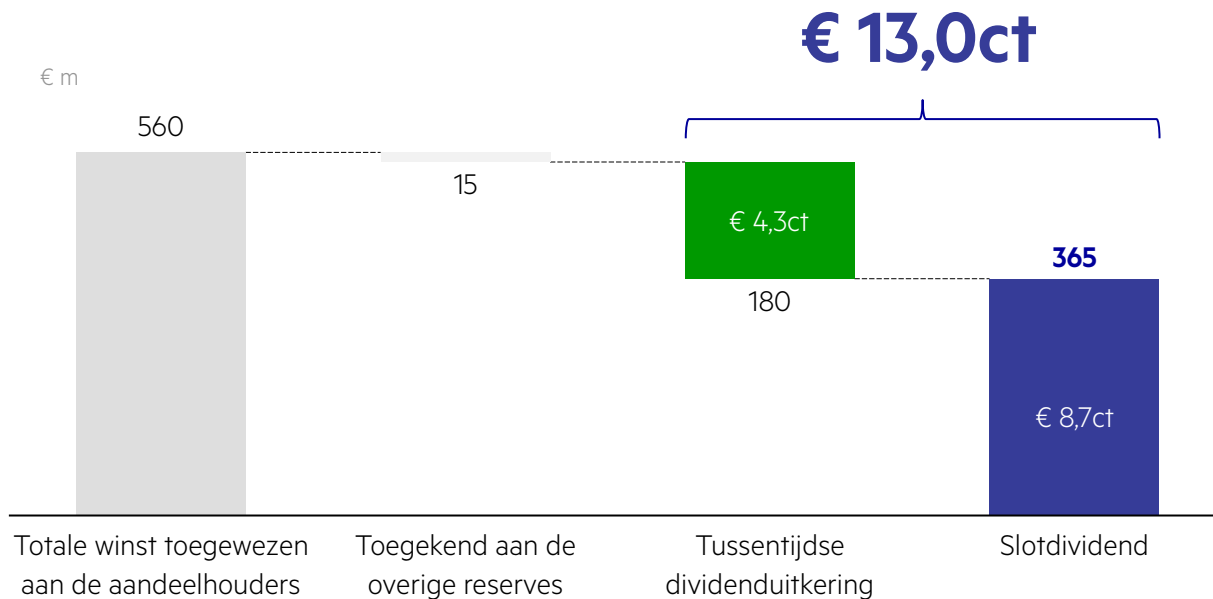 € 13,0ct
€ m
560
15
€ 4,3ct
180
365
€ 8,7ct
Totale winst toegewezen
aan de aandeelhouders
Toegekend aan de
overige reserves
Tussentijdse
dividenduitkering
Slotdividend